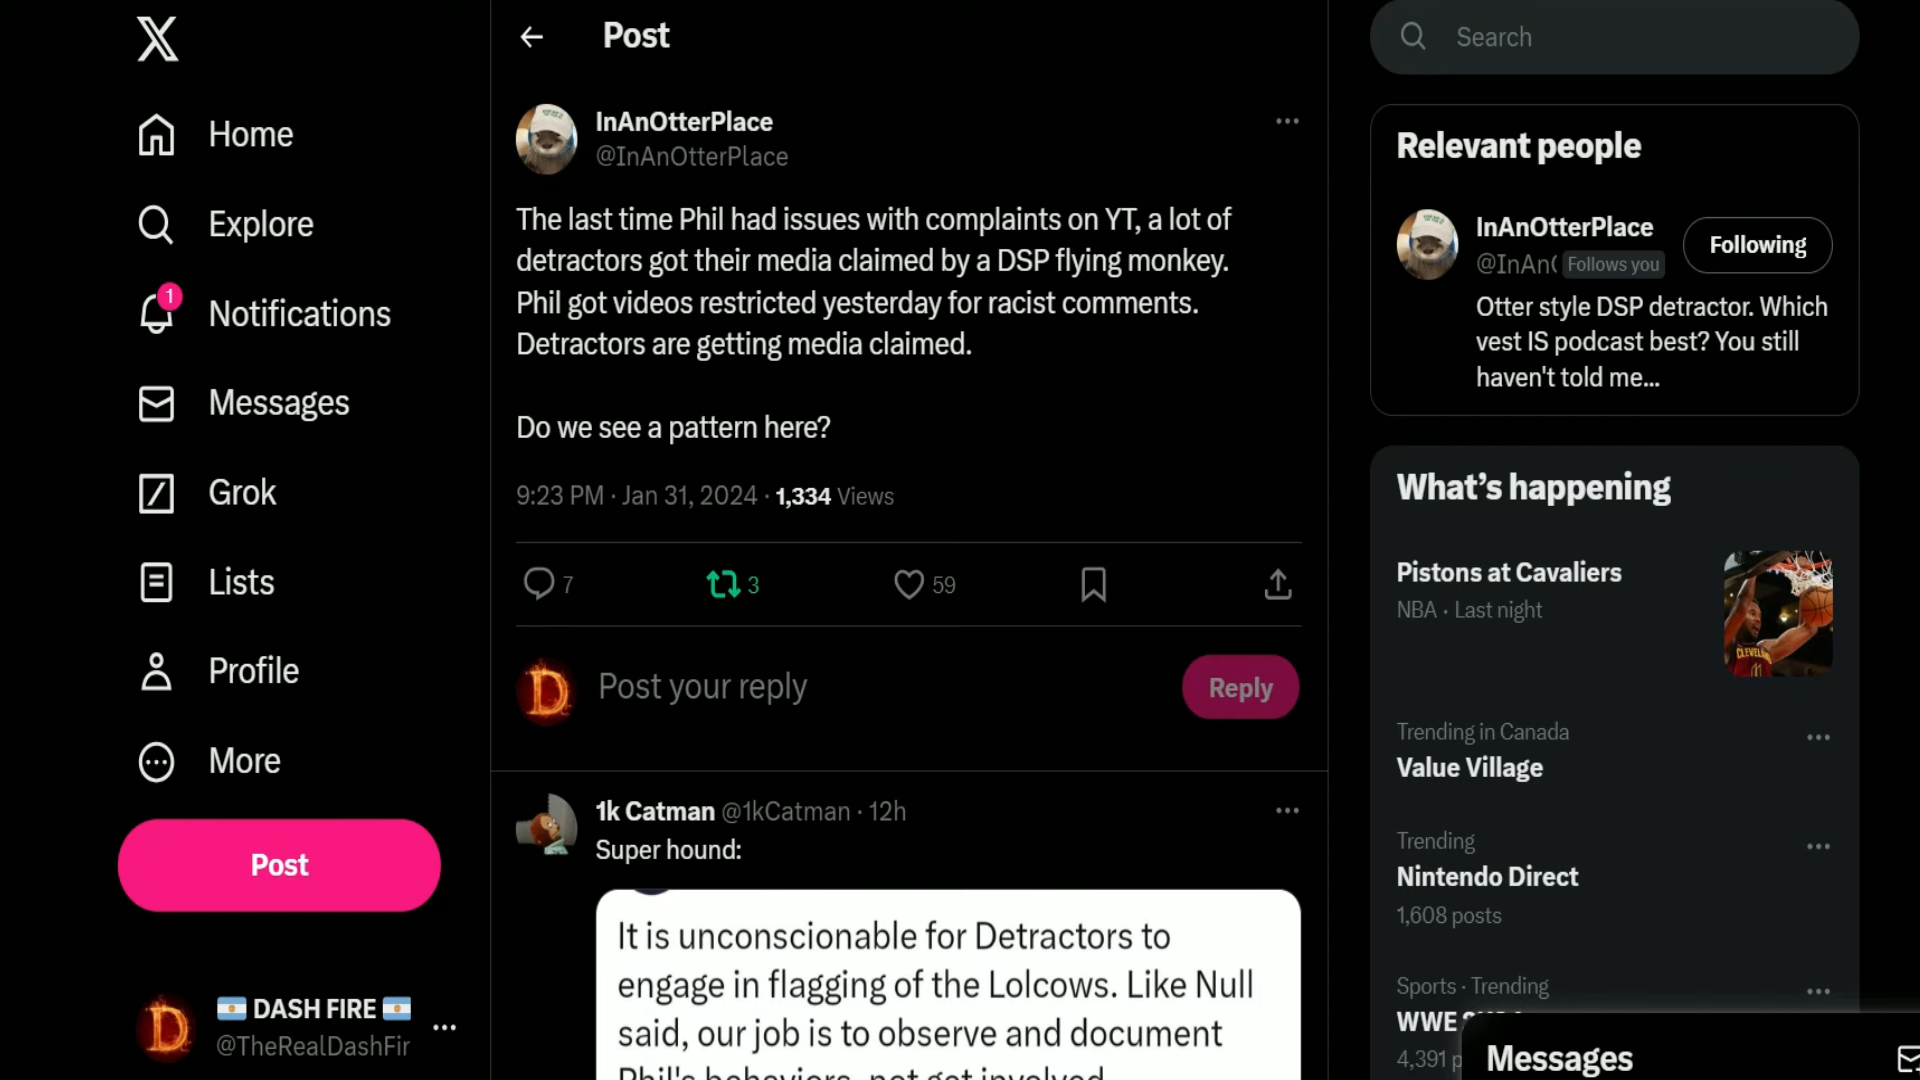 Home
Explore
1
Notifications
Messages
Grok
Lists
Profile
More
Post
DASH FIRE
@TheRealDashFir
Post
InAnOtterPlace
@InAnOtterPlace
The last time Phil had issues with complaints on YT, a lot of
detractors got their media claimed by a DSP flying monkey.
Phil got videos restricted yesterday for racist comments.
Detractors are getting media claimed.
Do we see a pattern here?
9:23 PM · Jan 31, 2024 · 1,334 Views
7
3
59
Post your reply
Reply
1k Catman @1kCatman · 12h
Super hound:
It is unconscionable for Detractors to
engage in flagging of the Lolcows. Like Null
said, our job is to observe and document
Phil's behaviors, not get involved
Search
Relevant people
InAnOtterPlace
@InAn
Follows you
Following
Otter style DSP detractor. Which
vest IS podcast best? You still
haven't told me...
What's happening
Pistons at Cavaliers
NBA · Last night
Trending in Canada
Value Village
Trending
Nintendo Direct
1,608 posts
Sports · Trending
WWE
4,391 p
Messages